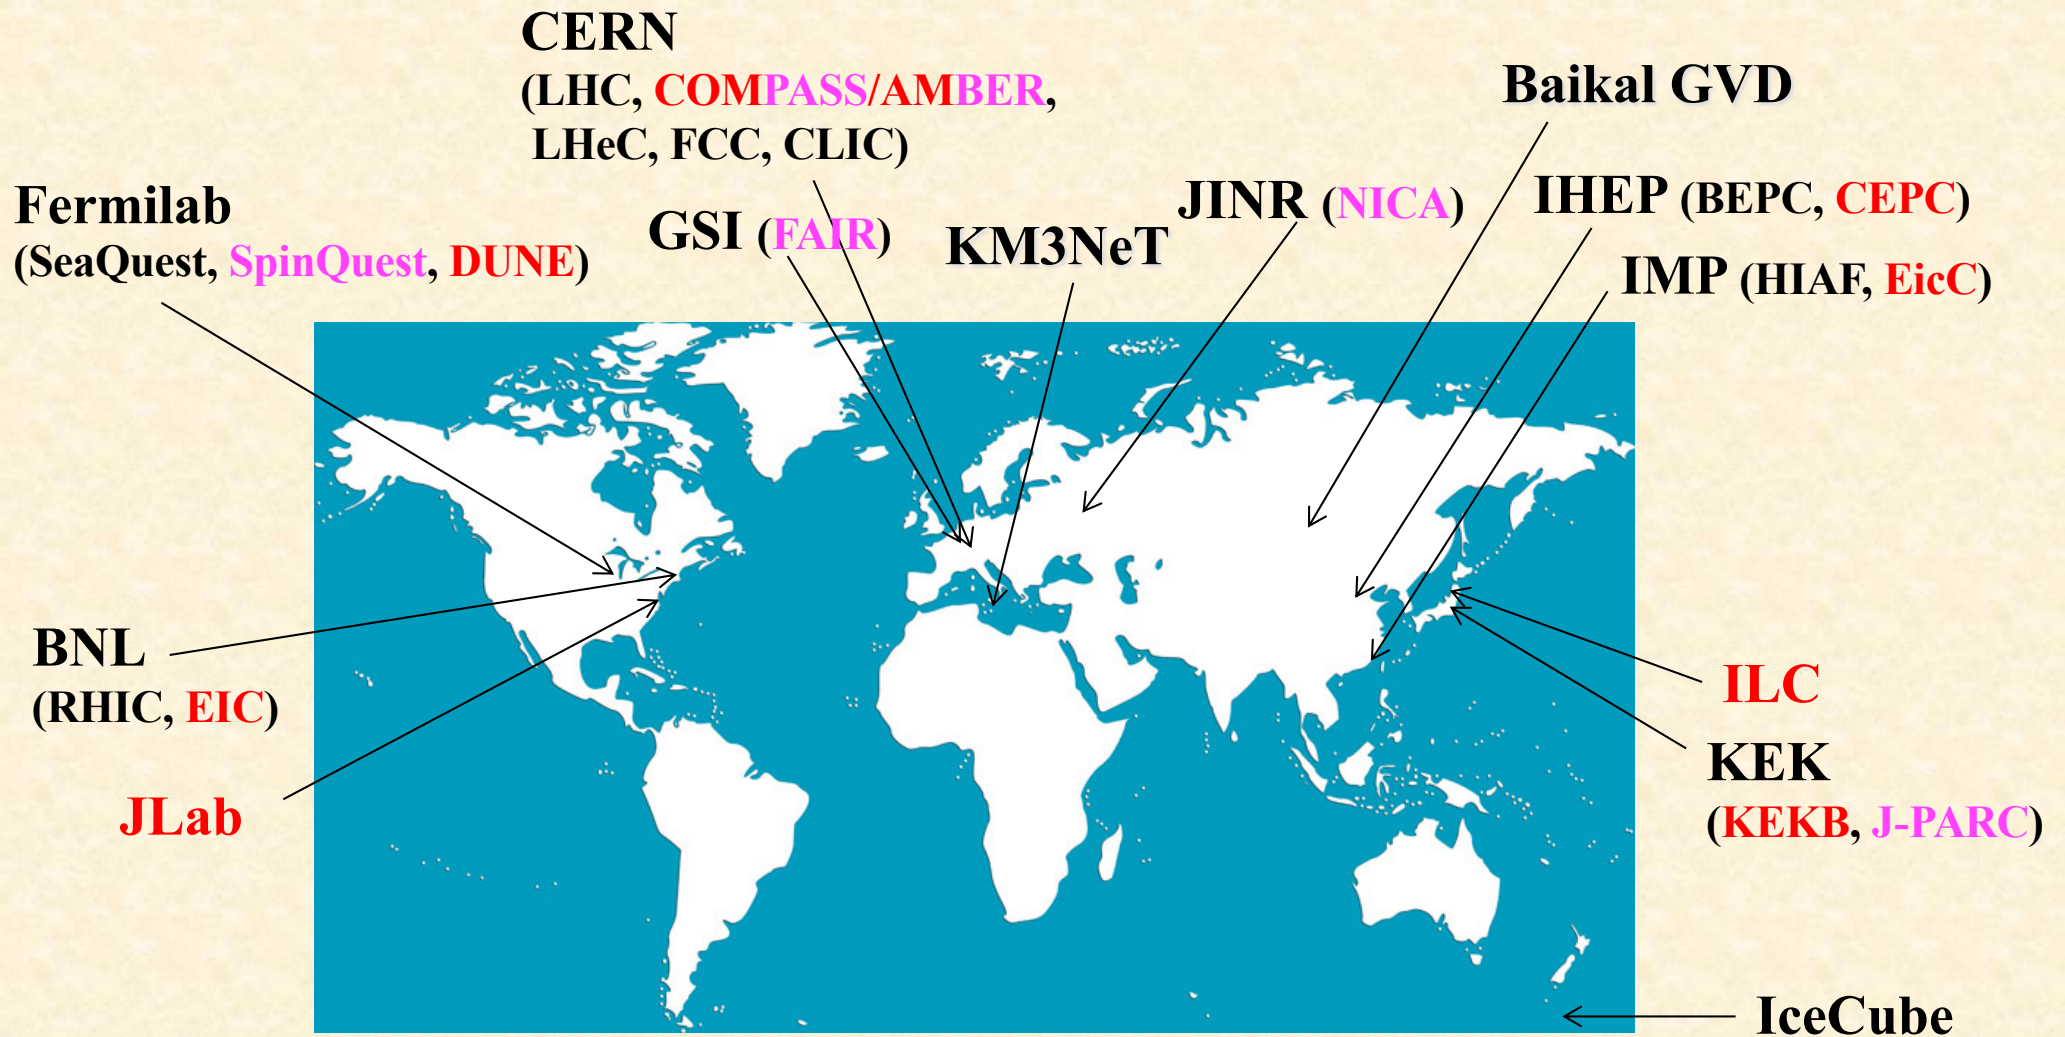 CERN
(LHC, COMPASS/AMBER,
LHeC, FCC, CLIC)
Baikal GVD
Fermilab
(SeaQuest, SpinQuest, DUNE)
GSI (FAIR)
KM3NeT
JINR (NICA)
IHEP (BEPC, CEPC)
IMP (HIAF, EicC)
BNL
(RHIC, EIC)
JLab
ILC
KEK
(KEKB, J-PARC)
IceCube